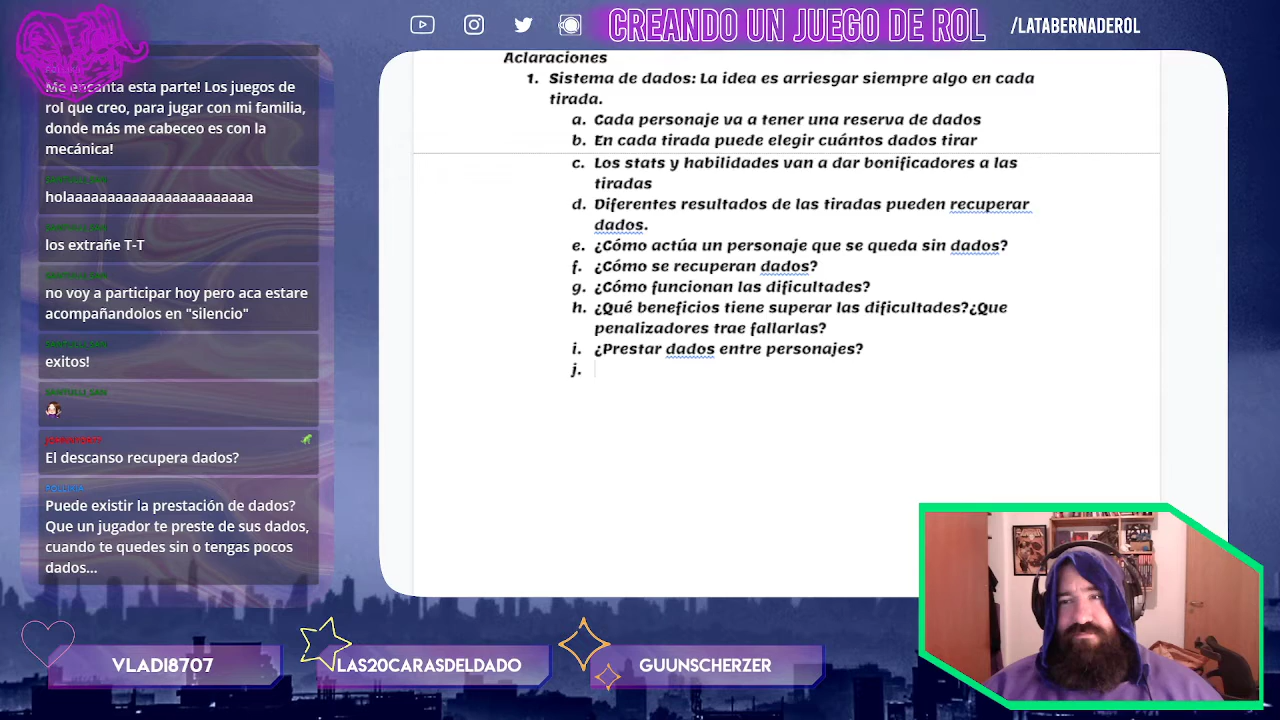 CREANDO UN JUEGO DE ROL
/LATABERNADEROL
Me encanta esta parte! Los juegos de
rol que creo, para jugar con mi familia,
donde más me cabeceo es con la
mecánica!
holaaaaaaaaaaaaaaaaaaaaaaa
los extrañe T-T
no voy a participar hoy pero aca estare
acompañandolos en "silencio"
exitos!
El descanso recupera dados?
Puede existir la prestación de dados?
Que un jugador te preste de sus dados,
cuando te quedes sin o tengas pocos
dados...
Aclaraciones
1. Sistema de dados: La idea es arriesgar siempre algo en cada
tirada.
a. Cada personaje va a tener una reserva de dados
b. En cada tirada puede elegir cuántos dados tirar
c. Los stats y habilidades van a dar bonificadores a las
tiradas
d. Diferentes resultados de las tiradas pueden recuperar
dados.
e. ¿Cómo actúa un personaje que se queda sin dados?
f. ¿Cómo se recuperan dados?
g. ¿Cómo funcionan las dificultades?
h. ¿Qué beneficios tiene superar las dificultades?¿Que
penalizadores trae fallarlas?
i. ¿Prestar dados entre personajes?
j.
VLADI8707
LAS20CARASDELDADO
GUUNSCHERZER